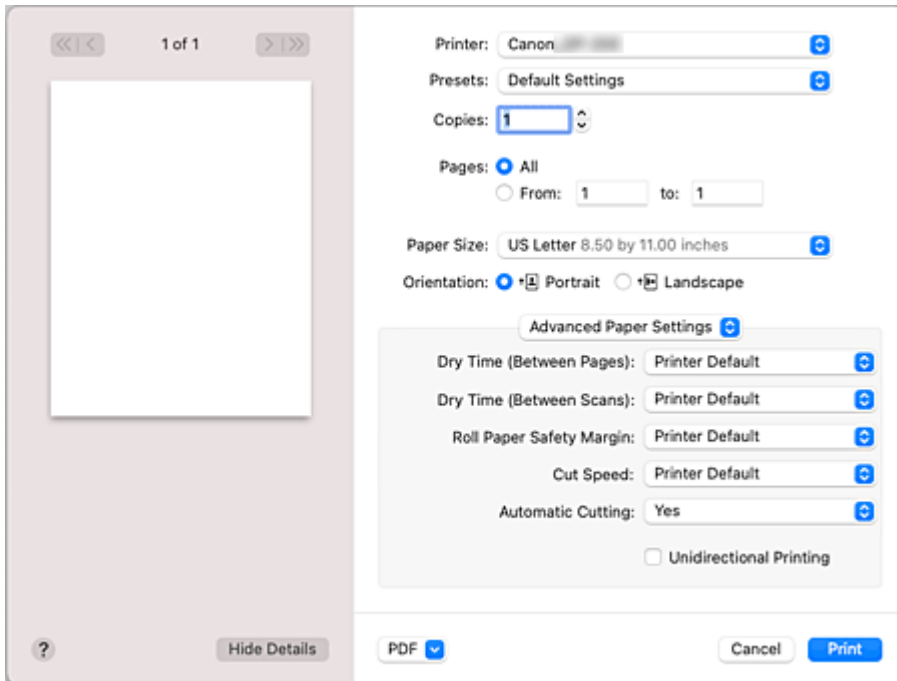 1 of 1
Printer: Canon
Presets: Default Settings
Copies: 1
Pages: All
From: 1 to: 1
Paper Size: US Letter 8.50 by 11.00 inches
Orientation: Portrait Landscape
Advanced Paper Settings
Dry Time (Between Pages): Printer Default
Dry Time (Between Scans): Printer Default
Roll Paper Safety Margin: Printer Default
Cut Speed: Printer Default
Automatic Cutting: Yes
Unidirectional Printing
? Hide Details PDF Cancel Print